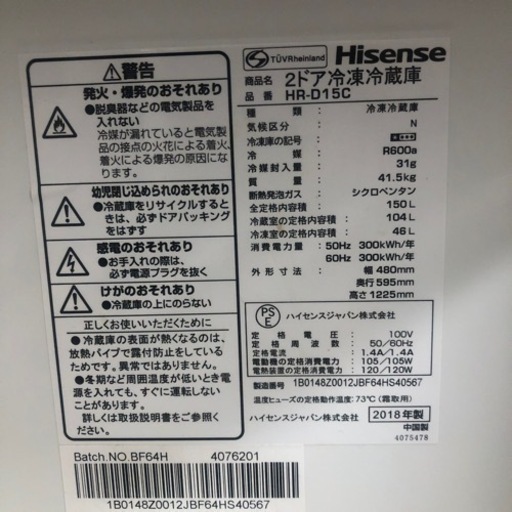 ⚠警告
発火・爆発のおそれあり
●脱臭器などの電気製品を
入れない
冷媒が漏れていると電気製
品の接点の火花による着火、
着火により爆発の原因にな
ります。
幼児閉じ込められのおそれあり
●冷蔵庫をリサイクルすると
きは、必ずドアパッキング
をはずす
感電のおそれあり
●お手入れの際は、
必ず電源プラグを抜く
けがのおそれあり
●冷蔵庫の上にのらない
正しくお使いいただくために
●冷蔵庫の表面が熱くなるのは、
放熱パイプで露付防止をしている
ためです。異常ではありません。
●冬期など周囲温度が低いとき電
源を入れても、すぐに運転しない
ことがあります。
詳しくは取扱説明書をご参考くだ
さい。
TÜVRheinland
Hisense
商品名 2ドア冷凍冷蔵庫
品番 HR-D15C
種類: 冷凍冷蔵庫
気候区分: N
冷凍庫の記号:
冷媒: R600a
冷媒封入量: 31g
質量: 41.5kg
断熱発泡ガス: シクロペンタン
全定格内容積: 150L
冷蔵室の定格内容積: 104L
冷凍室の定格内容積: 46L
消費電力量: 50Hz 300kWh/年
60Hz 300kWh/年
外形寸法: 幅 480mm
奥行 595mm
高さ 1225mm
PSE
ハイセンスジャパン株式会社
定格電圧: 100V
定格周波数: 50/60Hz
定格電流: 1.4A/1.4A
電動機の定格消費電力: 105/105W
電熱装置の定格消費電力: 120/120W
製造番号: 1B0148Z0012JBF64HS40567
温度ヒューズの定格動作温度: 73℃ (霜取用)
ハイセンスジャパン株式会社
2018年製
中国製
4075478
Batch.NO.BF64H 4076201
1B0148Z0012JBF64HS40567